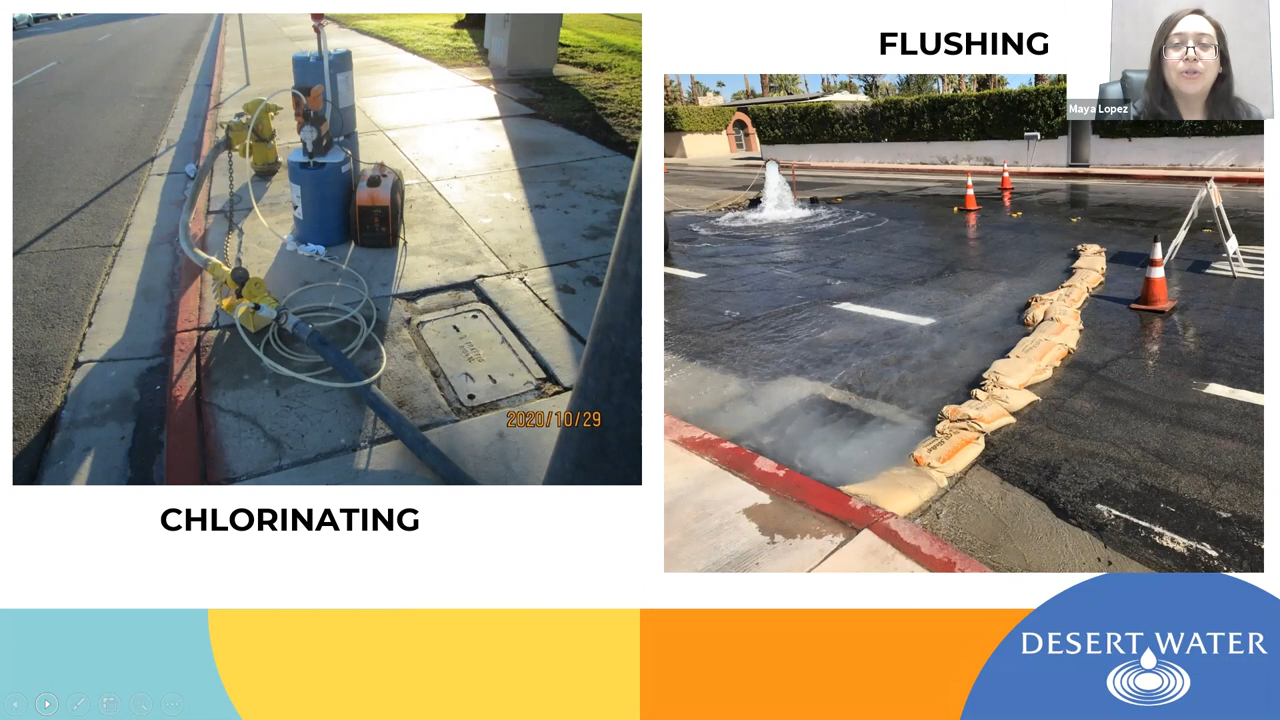 FLUSHING
Maya Lopez
2020/10/29
CHLORINATING
DESERT WATER